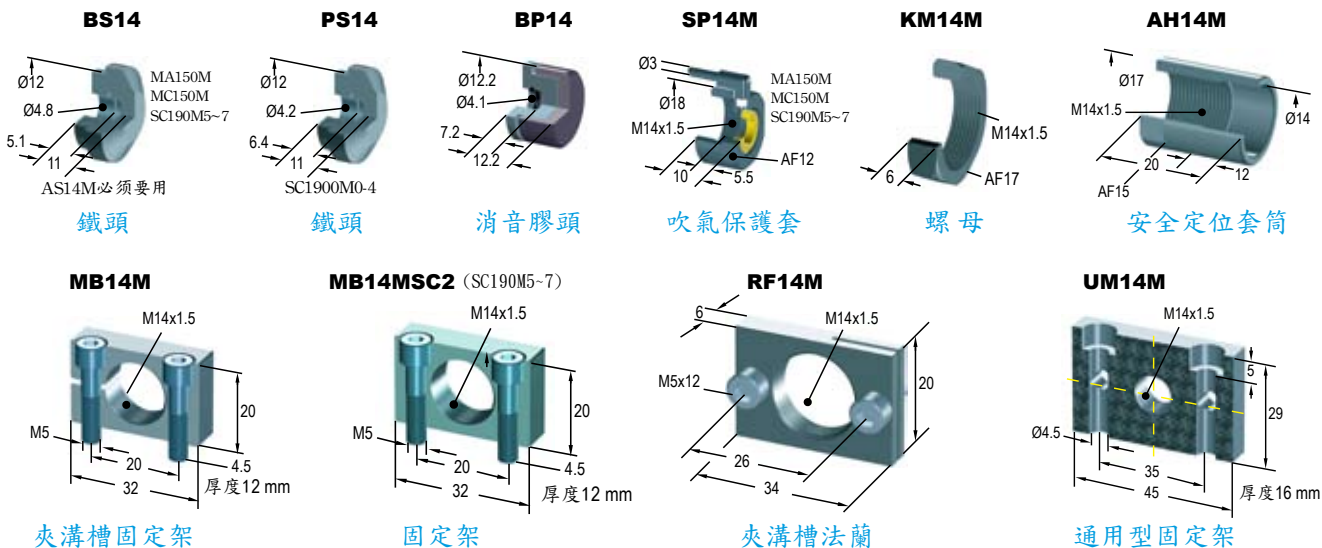 BS14
Ø12
Ø4.8
5.1
11
MA150M
MC150M
SC190M5~7
AS14M必须要用
鐵頭
PS14
Ø12
Ø4.2
6.4
11
SC1900M0-4
鐵頭
BP14
Ø12.2
Ø4.1
7.2
12.2
消音膠頭
SP14M
Ø3
Ø18
M14x1.5
10
5.5
AF12
MA150M
MC150M
SC190M5~7
吹氣保護套
KM14M
M14x1.5
6
AF17
螺母
AH14M
Ø17
M14x1.5
Ø14
20
12
AF15
安全定位套筒
MB14M
M14x1.5
20
M5
20
4.5
32
厚度12 mm
夾溝槽固定架
MB14MSC2 (SC190M5~7)
M14x1.5
20
M5
20
4.5
32
厚度12 mm
固定架
RF14M
6
M14x1.5
M5x12
20
26
34
夾溝槽法蘭
UM14M
M14x1.5
5
29
Ø4.5
35
45
厚度16 mm
通用型固定架